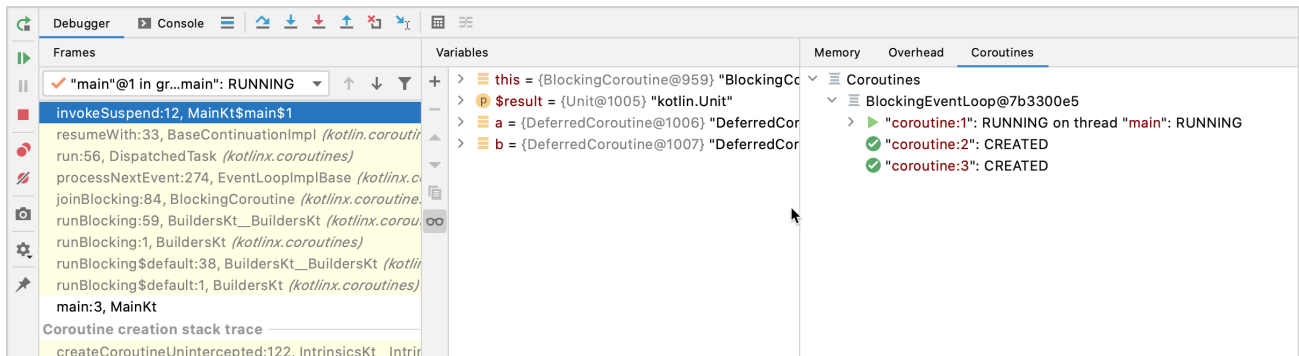 Debugger
Console
Frames
Variables
Memory
Overhead
Coroutines
"main"@1 in gr..."main": RUNNING
invokeSuspend:12, MainKt$main$1
resumeWith:33, BaseContinuationImpl (kotlin.coroutin
run:56, DispatchedTask (kotlinx.coroutines)
processNextEvent:274, EventLoopImplBase (kotlinx.
joinBlocking:84, BlockingCoroutine (kotlinx.coroutine
runBlocking:59, BuildersKt__BuildersKt (kotlinx.corou
runBlocking:1, BuildersKt (kotlinx.coroutines)
runBlocking$default:38, BuildersKt__BuildersKt (kotlin
runBlocking$default:1, BuildersKt (kotlinx.coroutines)
main:3, MainKt
Coroutine creation stack trace
createCoroutineUnintercepted:122, IntrinsicsKt__Intrin
this = {BlockingCoroutine@959} "BlockingCo
p $result = {Unit@1005} "kotlin.Unit"
a = {DeferredCoroutine@1006} "DeferredCor
b = {DeferredCoroutine@1007} "DeferredCor
Coroutines
BlockingEventLoop@7b3300e5
"coroutine:1": RUNNING on thread "main": RUNNING
"coroutine:2": CREATED
"coroutine:3": CREATED